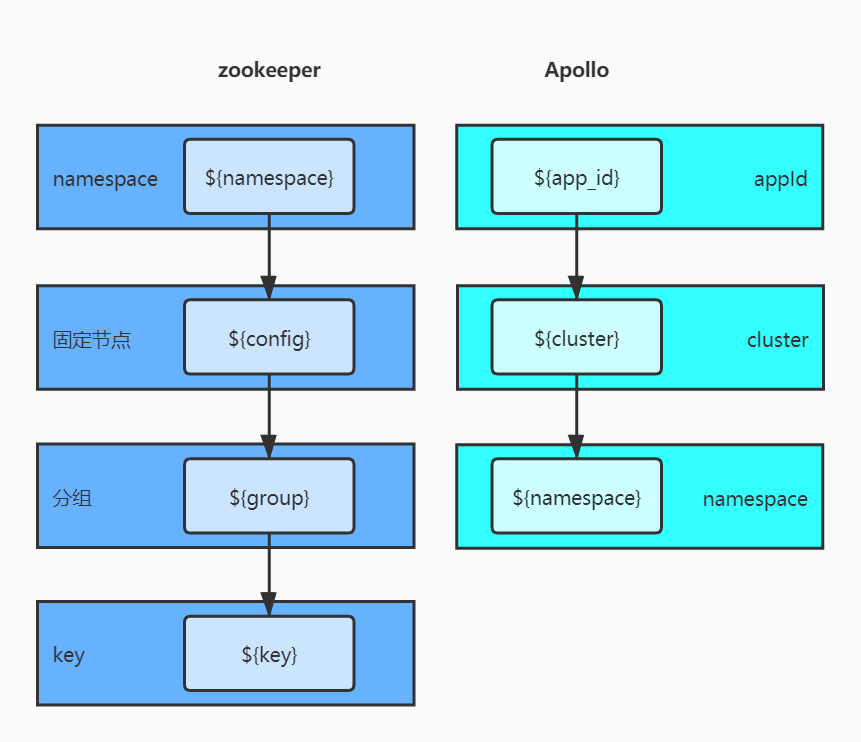 zookeeper
Apollo
namespace
${namespace}
${app_id}
appId
固定节点
${config}
${cluster}
cluster
分组
${group}
${namespace}
namespace
key
${key}